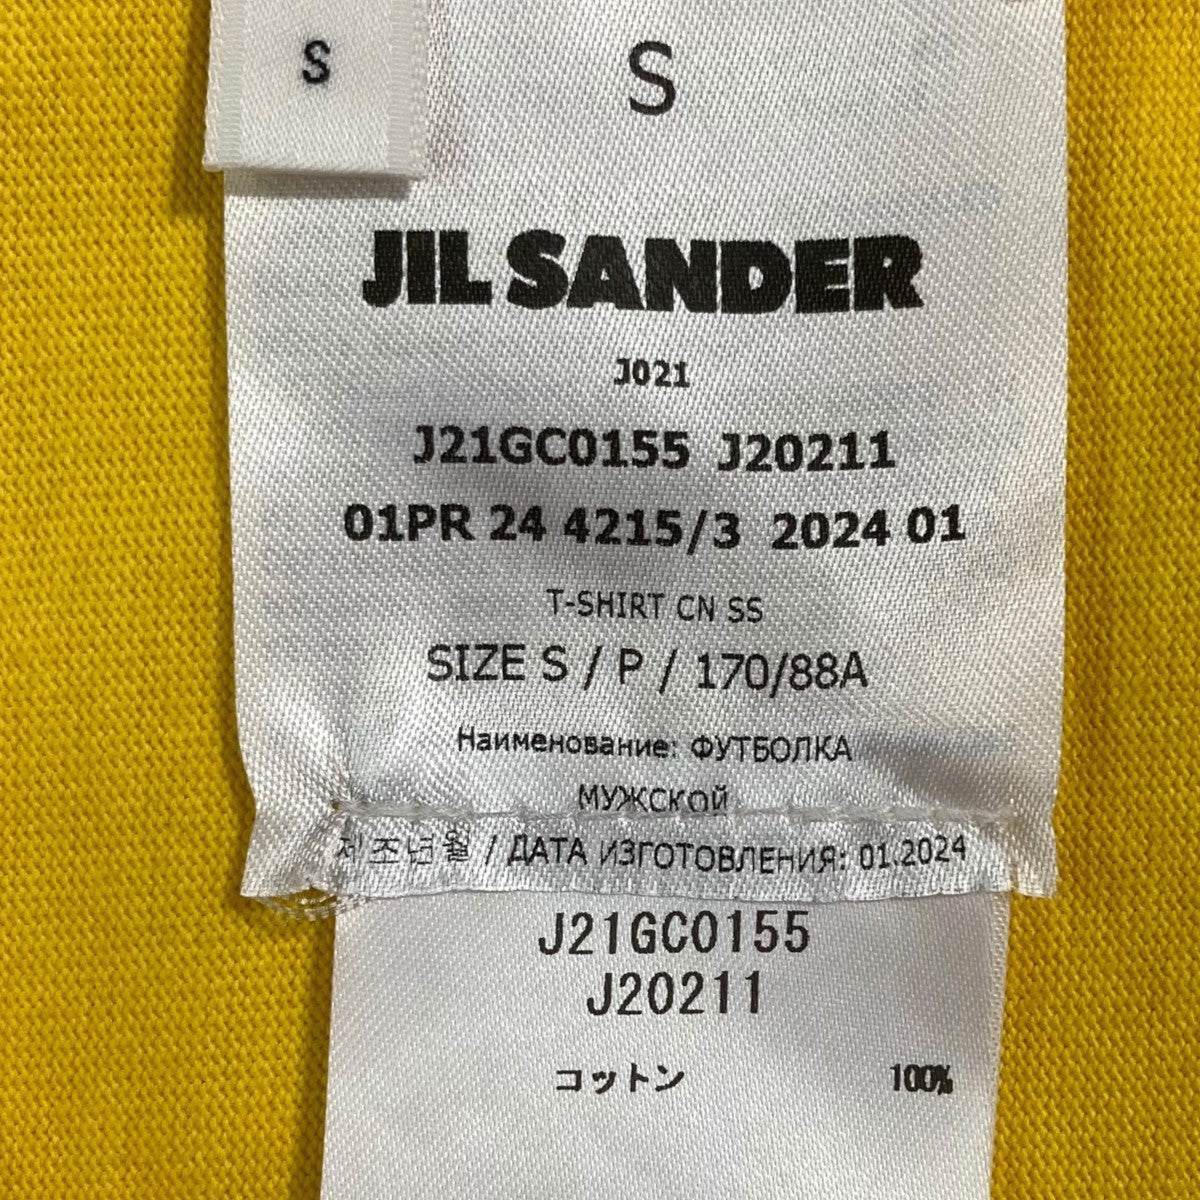 S
S
JIL SANDER
J021
J21GC0155 J20211
01PR 24 4215/3 2024 01
T-SHIRT CN SS
SIZE S / P / 170/88A
Наименование: ФУТБОЛКА
МУЖСКОЙ
제조년월 / ДАТА ИЗГОТОВЛЕНИЯ: 01.2024
J21GC0155
J20211
コットン 100%